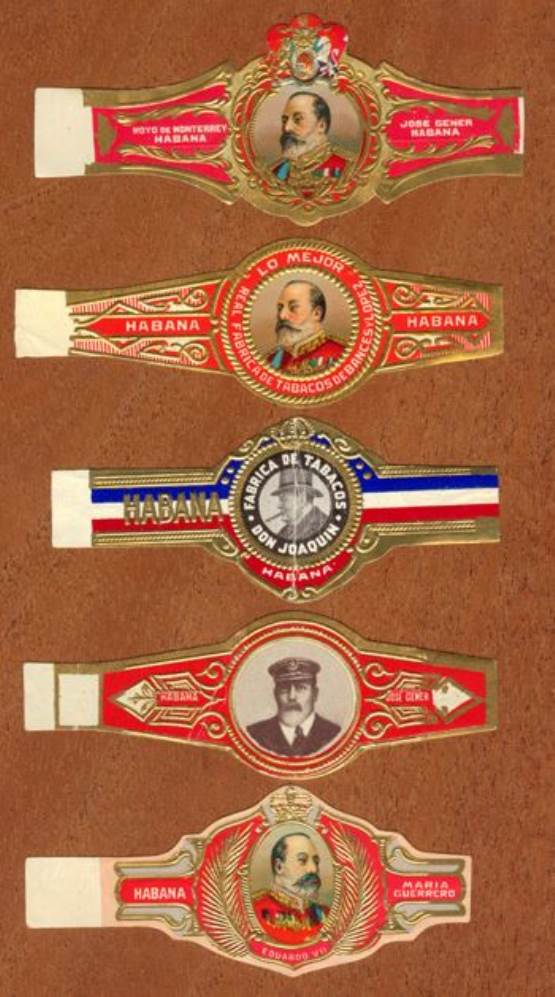 HOYO DE MONTERREY
HABANA
JOSE GENER
HABANA
LO MEJOR
REAL FABRICA DE TABACOS DE BANCES Y LOPEZ
HABANA
HABANA
HABANA
FABRICA DE TABACOS
DON JOAQUIN
HABANA
HABANA
JOSE GENER
HABANA
MARIA
GUERRERO
EDUARDO VII